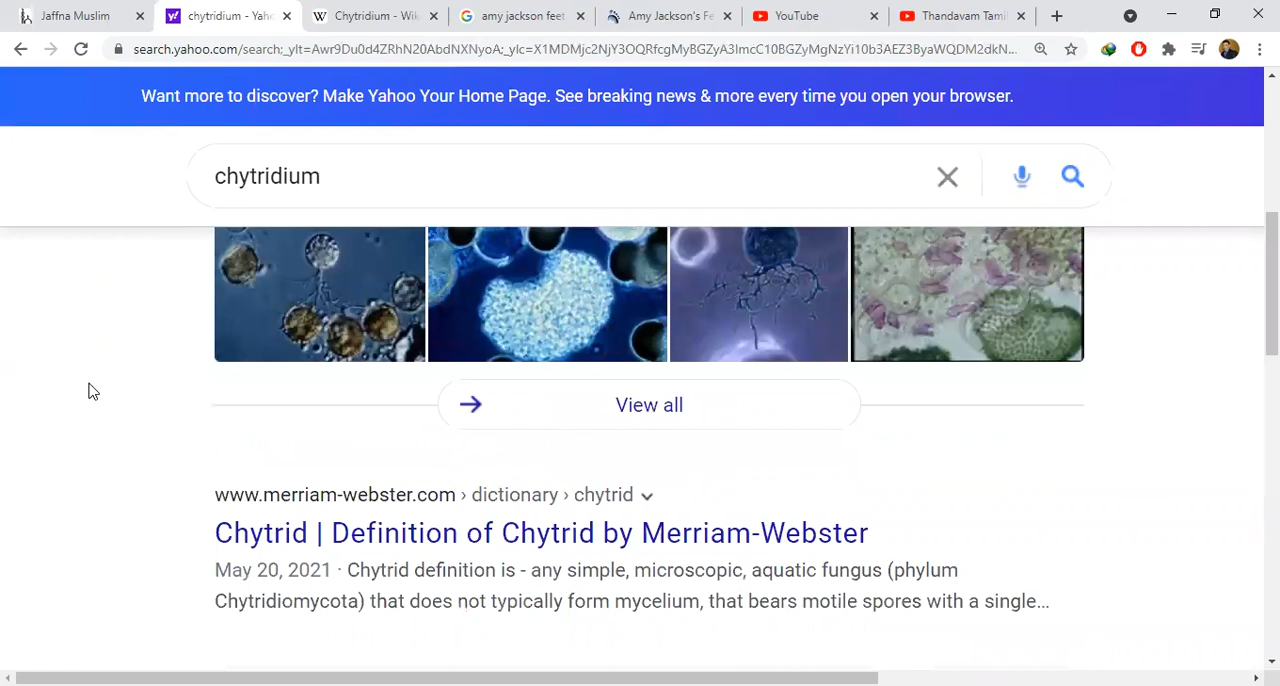 Jaffna Muslim
chytridium - Yaho
Chytridium - Wik
amy jackson feet
Amy Jackson's Fe
YouTube
Thandavam Tamil
search.yahoo.com/search;_ylt=Awr9Du0d4ZRhN20AbdNXNyoA;_ylc=X1MDMjc2NjY3OQRfcgMyBGZyA3lmcC10BGZyMgNzYi10b3AEZ3ByaWQDM2dkN...
Want more to discover? Make Yahoo Your Home Page. See breaking news & more every time you open your browser.
chytridium
View all
www.merriam-webster.com › dictionary › chytrid
Chytrid | Definition of Chytrid by Merriam-Webster
May 20, 2021 · Chytrid definition is - any simple, microscopic, aquatic fungus (phylum
Chytridiomycota) that does not typically form mycelium, that bears motile spores with a single...